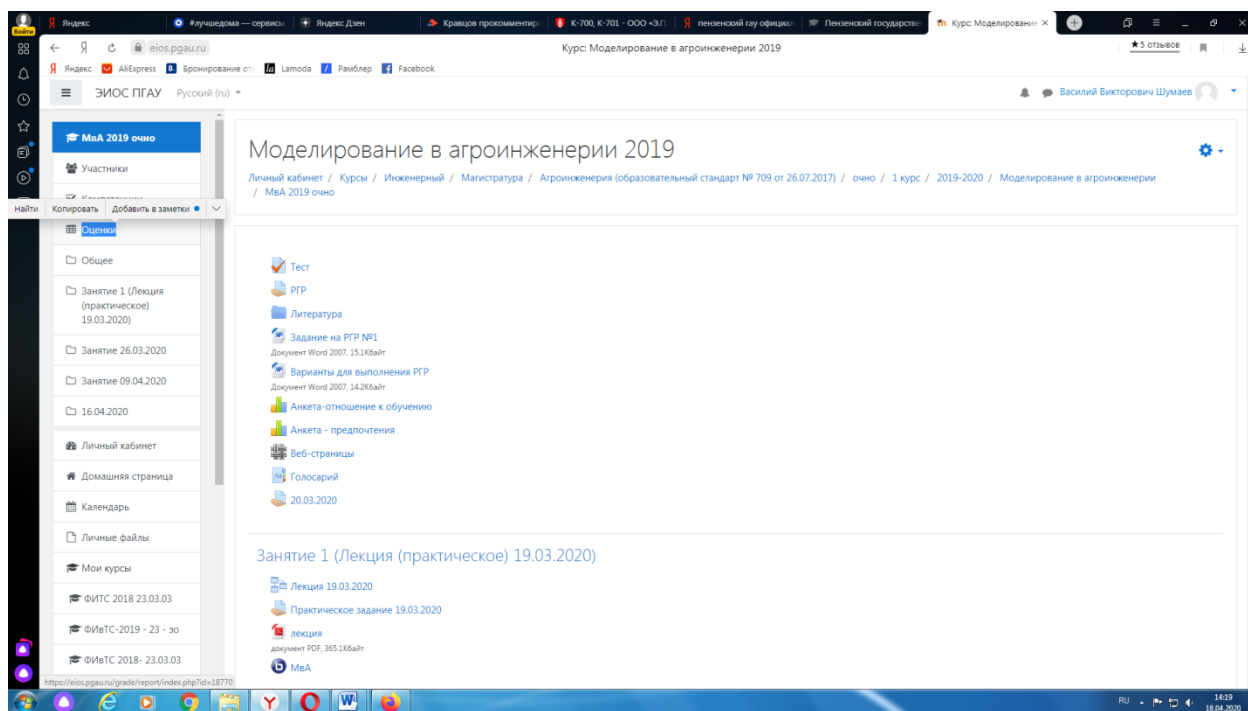 Войти
Яндекс
#лучшедома — сервисы
Яндекс.Дзен
Кравцов прокомментир
К-700, К-701 - ООО «З.П.
пензенский гау официал
Пензенский государстве
Курс: Моделирование
eios.pgau.ru
Курс: Моделирование в агроинженерии 2019
★5 отзывов
Яндекс
AliExpress
Бронирование от
Lamoda
Рамблер
Facebook
ЭИОС ПГАУ
Русский (ru)
Василий Викторович Шумаев
МвА 2019 очно
Участники
Компетенции
Найти
Копировать
Добавить в заметки
Оценки
Общее
Занятие 1 (Лекция
(практическое)
19.03.2020)
Занятие 26.03.2020
Занятие 09.04.2020
16.04.2020
Личный кабинет
Домашняя страница
Календарь
Личные файлы
Мои курсы
ФИТС 2018 23.03.03
ФИвТС-2019 - 23 - зо
ФИвТС 2018- 23.03.03
https://eios.pgau.ru/grade/report/index.php?id=18770
Моделирование в агроинженерии 2019
Личный кабинет / Курсы / Инженерный / Магистратура / Агроинженерия (образовательный стандарт № 709 от 26.07.2017) / очно / 1 курс / 2019-2020 / Моделирование в агроинженерии
/ МвА 2019 очно
Тест
РГР
Литература
Задание на РГР №1
Документ Word 2007, 15.1Кбайт
Варианты для выполнения РГР
Документ Word 2007, 14.2Кбайт
Анкета-отношение к обучению
Анкета - предпочтения
Веб-страницы
Голосарий
20.03.2020
Занятие 1 (Лекция (практическое) 19.03.2020)
Лекция 19.03.2020
Практическое задание 19.03.2020
лекция
документ PDF, 365.1Кбайт
МвА
RU
14:19
18.04.2020